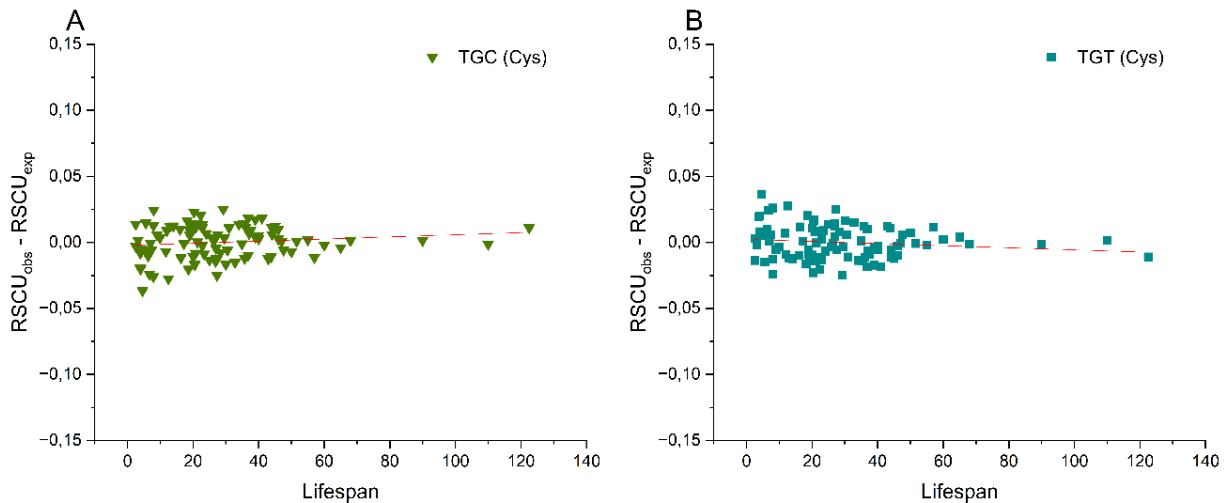 A
TGC (Cys)
0,15
0,10
0,05
0,00
−0,05
−0,10
−0,15
RSCUobs - RSCUexp
0 20 40 60 80 100 120 140
Lifespan
B
TGT (Cys)
0,15
0,10
0,05
0,00
−0,05
−0,10
−0,15
RSCUobs - RSCUexp
0 20 40 60 80 100 120 140
Lifespan